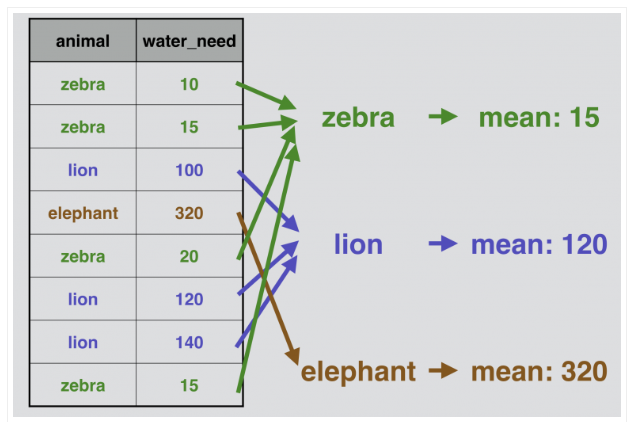 animal water_need
zebra 10
zebra 15
lion 100
elephant 320
zebra 20
lion 120
lion 140
zebra 15
zebra mean: 15
lion mean: 120
elephant mean: 320